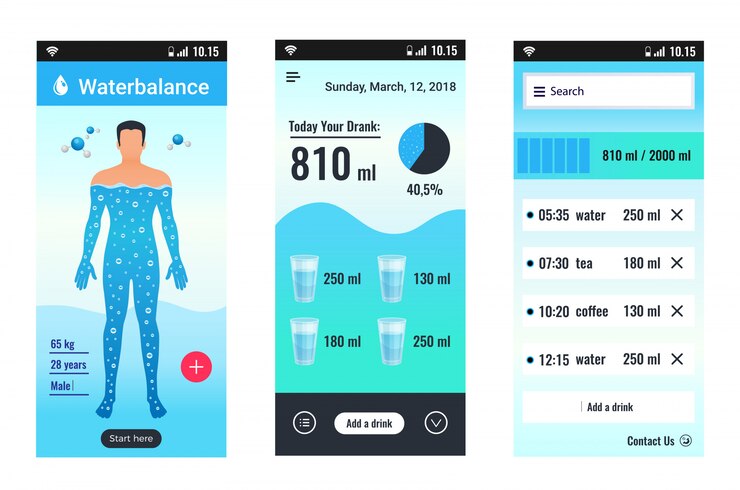 10.15
Waterbalance
65 kg
28 years
Male
Start here
10.15
Sunday, March, 12, 2018
Today Your Drank:
810 ml
40,5%
250 ml
130 ml
180 ml
250 ml
Add a drink
10.15
Search
810 ml / 2000 ml
05:35 water 250 ml
07:30 tea 180 ml
10:20 coffee 130 ml
12:15 water 250 ml
Add a drink
Contact Us